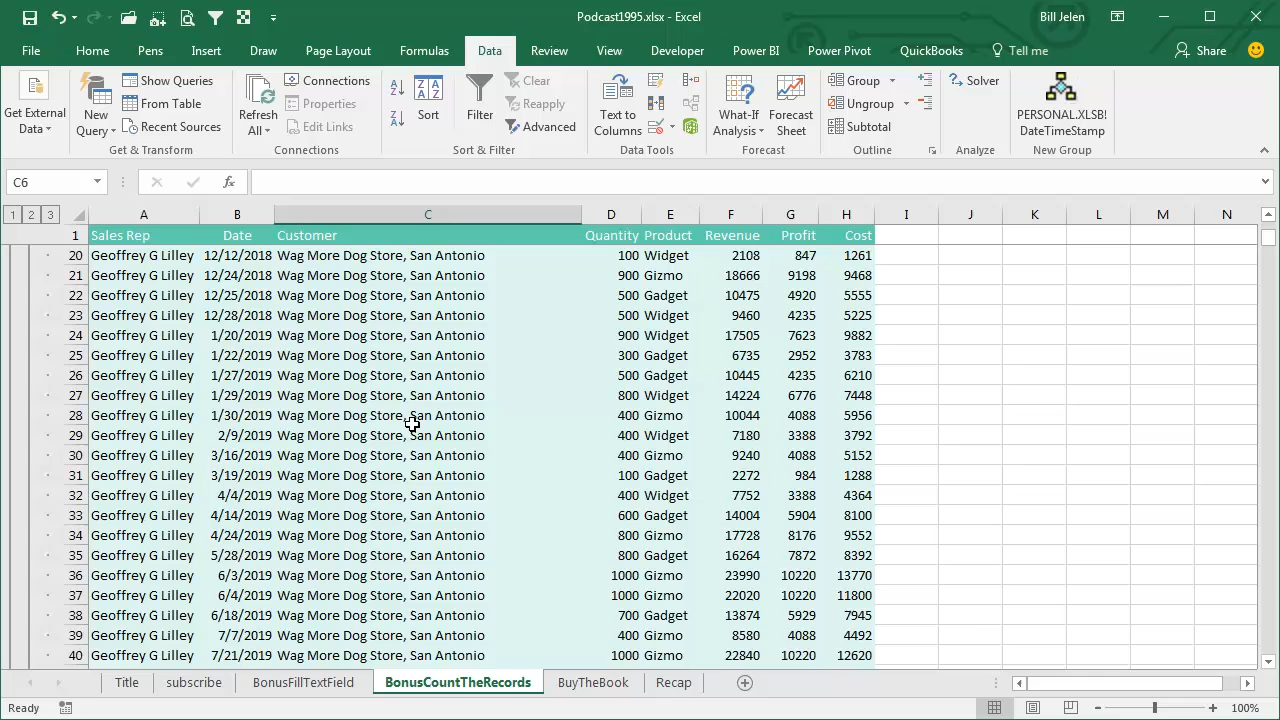 Podcast1995.xlsx - Excel
Bill Jelen
File Home Pens Insert Draw Page Layout Formulas Data Review View Developer Power BI Power Pivot QuickBooks Tell me Share
Get External Data
New Query
Show Queries
From Table
Recent Sources
Get & Transform
Refresh All
Connections
Properties
Edit Links
Connections
Sort
Filter
Clear
Reapply
Advanced
Sort & Filter
Text to Columns
Data Tools
What-If Analysis
Forecast Sheet
Forecast
Group
Ungroup
Subtotal
Outline
Solver
Analyze
PERSONAL.XLSB! DateTimeStamp
New Group
C6 fx
1 2 3 A B C D E F G H I J K L M N
1 Sales Rep Date Customer Quantity Product Revenue Profit Cost
20 Geoffrey G Lilley 12/12/2018 Wag More Dog Store, San Antonio 100 Widget 2108 847 1261
21 Geoffrey G Lilley 12/24/2018 Wag More Dog Store, San Antonio 900 Gizmo 18666 9198 9468
22 Geoffrey G Lilley 12/25/2018 Wag More Dog Store, San Antonio 500 Gadget 10475 4920 5555
23 Geoffrey G Lilley 12/28/2018 Wag More Dog Store, San Antonio 500 Widget 9460 4235 5225
24 Geoffrey G Lilley 1/20/2019 Wag More Dog Store, San Antonio 900 Widget 17505 7623 9882
25 Geoffrey G Lilley 1/22/2019 Wag More Dog Store, San Antonio 300 Gadget 6735 2952 3783
26 Geoffrey G Lilley 1/27/2019 Wag More Dog Store, San Antonio 500 Gadget 10445 4235 6210
27 Geoffrey G Lilley 1/29/2019 Wag More Dog Store, San Antonio 800 Widget 14224 6776 7448
28 Geoffrey G Lilley 1/30/2019 Wag More Dog Store, San Antonio 400 Gizmo 10044 4088 5956
29 Geoffrey G Lilley 2/9/2019 Wag More Dog Store, San Antonio 400 Widget 7180 3388 3792
30 Geoffrey G Lilley 3/16/2019 Wag More Dog Store, San Antonio 400 Gizmo 9240 4088 5152
31 Geoffrey G Lilley 3/19/2019 Wag More Dog Store, San Antonio 100 Gadget 2272 984 1288
32 Geoffrey G Lilley 4/4/2019 Wag More Dog Store, San Antonio 400 Widget 7752 3388 4364
33 Geoffrey G Lilley 4/14/2019 Wag More Dog Store, San Antonio 600 Gadget 14004 5904 8100
34 Geoffrey G Lilley 4/24/2019 Wag More Dog Store, San Antonio 800 Gizmo 17728 8176 9552
35 Geoffrey G Lilley 5/28/2019 Wag More Dog Store, San Antonio 800 Gadget 16264 7872 8392
36 Geoffrey G Lilley 6/3/2019 Wag More Dog Store, San Antonio 1000 Gizmo 23990 10220 13770
37 Geoffrey G Lilley 6/4/2019 Wag More Dog Store, San Antonio 1000 Gizmo 22020 10220 11800
38 Geoffrey G Lilley 6/18/2019 Wag More Dog Store, San Antonio 700 Gadget 13874 5929 7945
39 Geoffrey G Lilley 7/7/2019 Wag More Dog Store, San Antonio 400 Gizmo 8580 4088 4492
40 Geoffrey G Lilley 7/21/2019 Wag More Dog Store, San Antonio 1000 Gizmo 22840 10220 12620
Title subscribe BonusFillTextField BonusCountTheRecords BuyTheBook Recap
Ready 100%